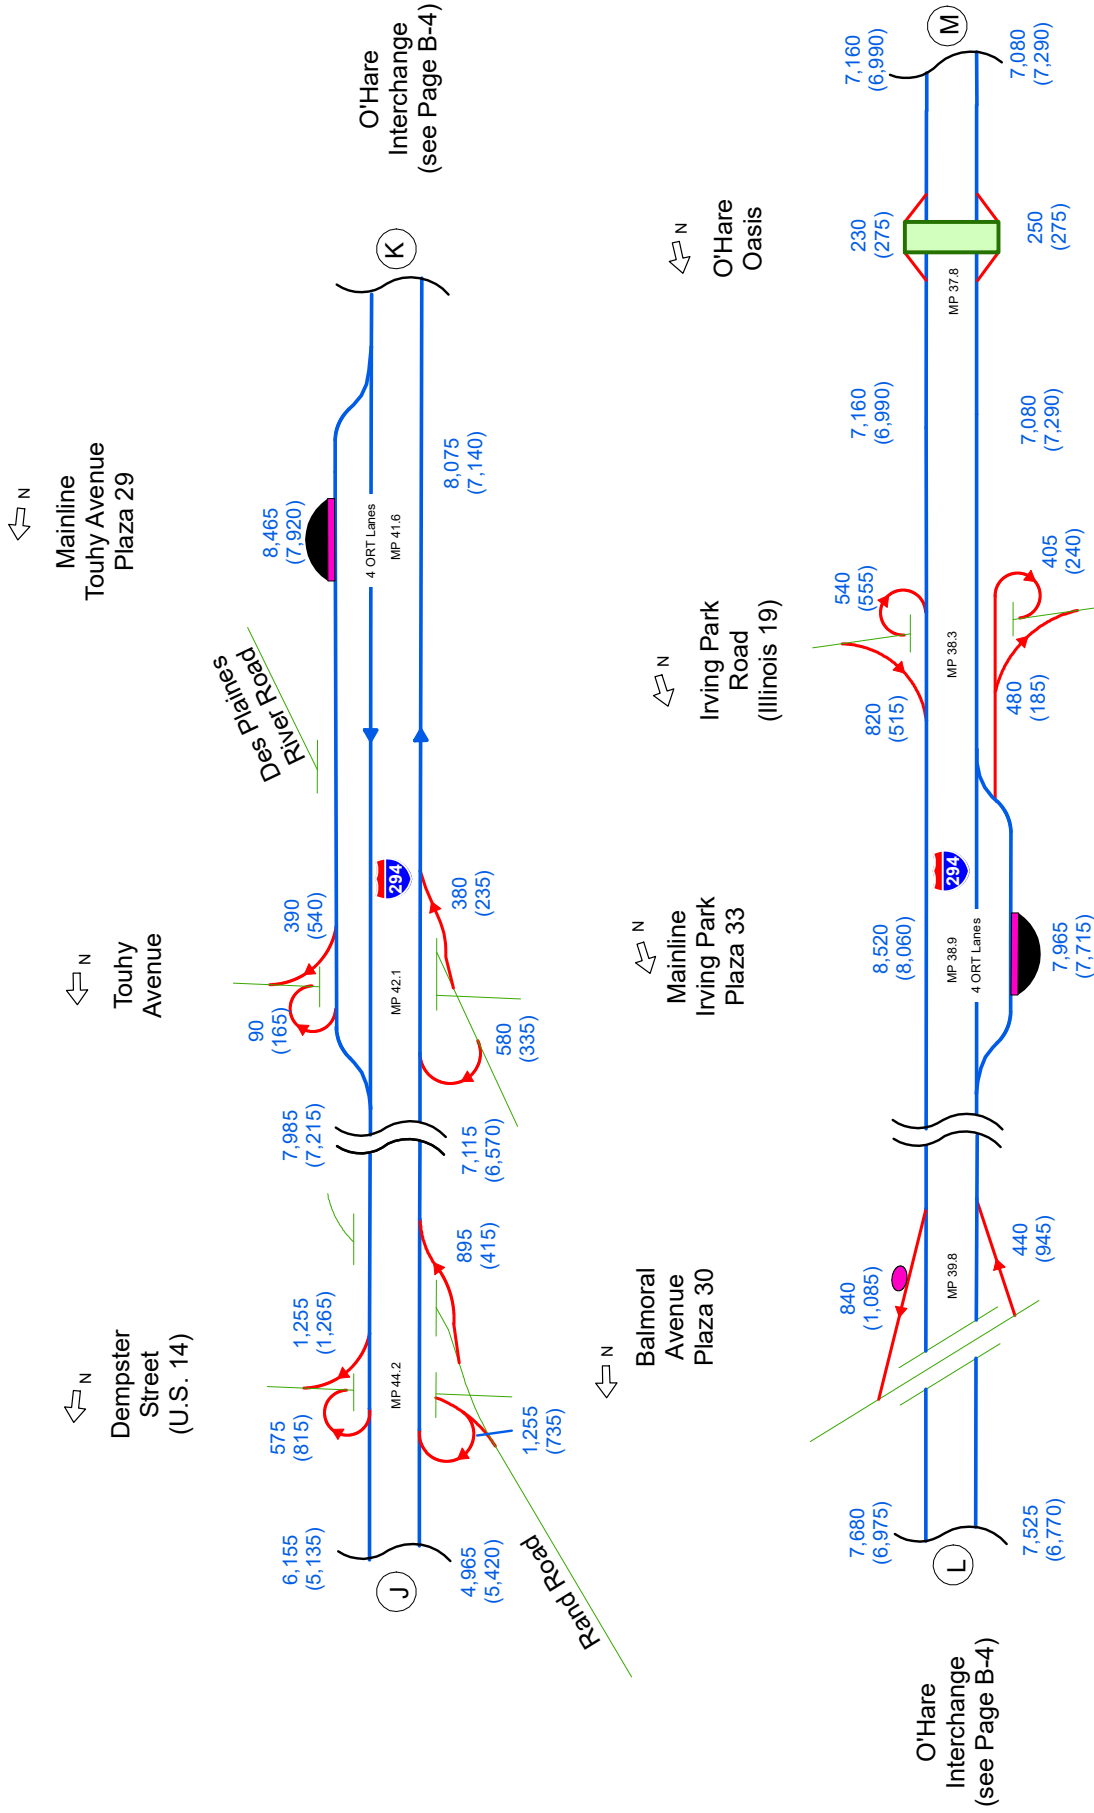 N
Mainline
Touhy Avenue
Plaza 29
N
Touhy
Avenue
N
Dempster
Street
(U.S. 14)
O'Hare
Interchange
(see Page B-4)
K
8,465
(7,920)
4 ORT Lanes
MP 41.6
8,075
(7,140)
Des Plaines
River Road
390
(540)
90
(165)
294
MP 42.1
380
(235)
580
(335)
7,985
(7,215)
7,115
(6,570)
1,255
(1,265)
575
(815)
MP 44.2
895
(415)
1,255
(735)
6,155
(5,135)
J
4,965
(5,420)
Rand Road
N
O'Hare
Oasis
N
Irving Park
Road
(Illinois 19)
N
Mainline
Irving Park
Plaza 33
N
Balmoral
Avenue
Plaza 30
M
7,160
(6,990)
7,080
(7,290)
230
(275)
250
(275)
MP 37.8
7,160
(6,990)
7,080
(7,290)
540
(555)
820
(515)
MP 38.3
405
(240)
480
(185)
294
8,520
(8,060)
MP 38.9
4 ORT Lanes
7,965
(7,715)
840
(1,085)
MP 39.8
440
(945)
7,680
(6,975)
L
7,525
(6,770)
O'Hare
Interchange
(see Page B-4)